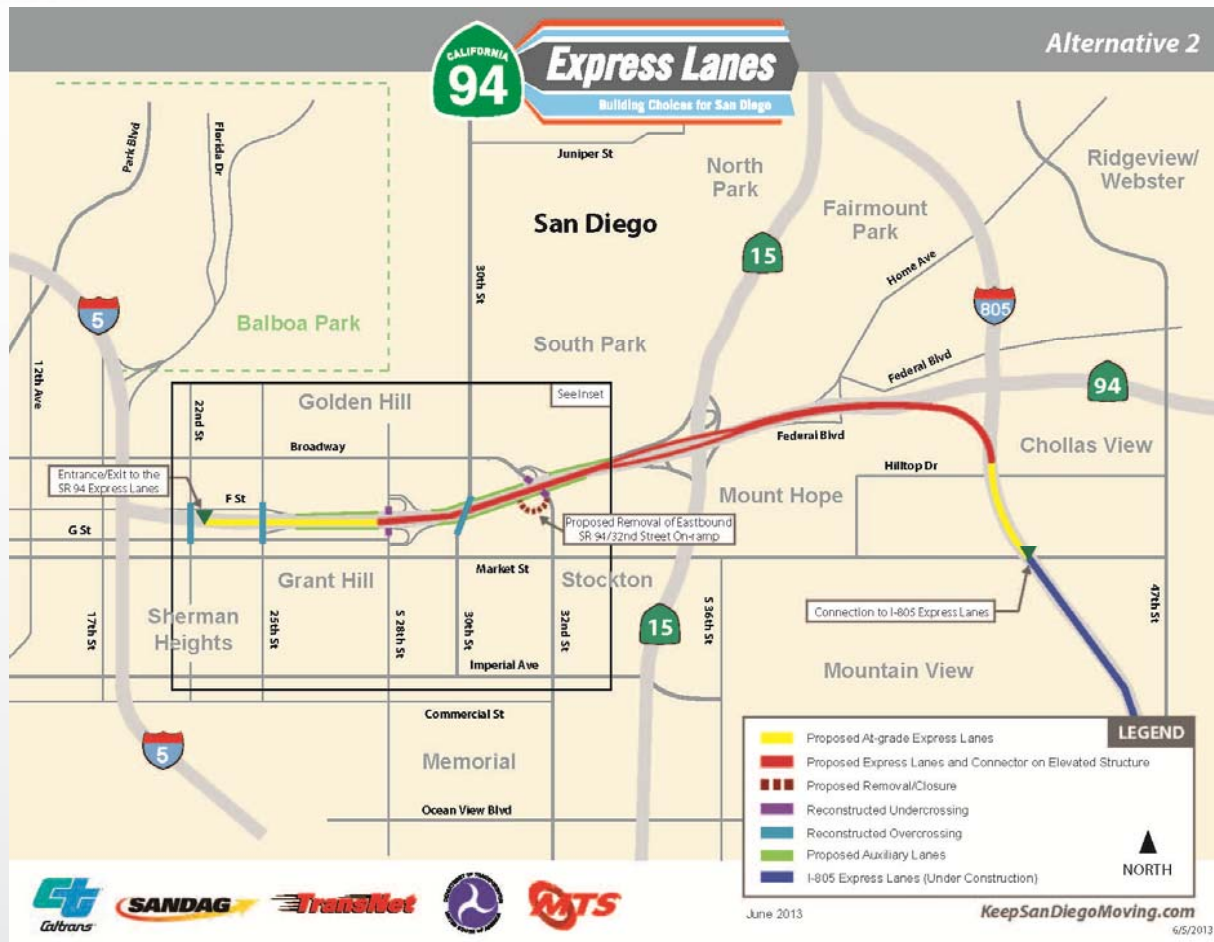 Alternative 2
CALIFORNIA
94
Express Lanes
Building Choices for San Diego
Park Blvd
Florida Dr
Juniper St
North
Park
Ridgeview/
Webster
San Diego
Fairmount
Park
15
30th St
Home Ave
5
805
Balboa Park
South Park
12th Ave
Federal Blvd
94
22nd St
Golden Hill
See Inset
Broadway
Federal Blvd
Chollas View
Entrance/Exit to the
SR 94 Express Lanes
Hilltop Dr
F St
Mount Hope
G St
Proposed Removal of Eastbound
SR 94/32nd Street On-ramp
Market St
Grant Hill
Stockton
Sherman
Heights
17th St
25th St
S 28th St
30th St
32nd St
15
S 36th St
Connection to I-805 Express Lanes
47th St
Imperial Ave
Mountain View
Commercial St
5
Memorial
Ocean View Blvd
LEGEND
Proposed At-grade Express Lanes
Proposed Express Lanes and Connector on Elevated Structure
Proposed Removal/Closure
Reconstructed Undercrossing
Reconstructed Overcrossing
Proposed Auxiliary Lanes
I-805 Express Lanes (Under Construction)
NORTH
Caltrans
SANDAG
TransNet
MTS
June 2013
KeepSanDiegoMoving.com
6/5/2013